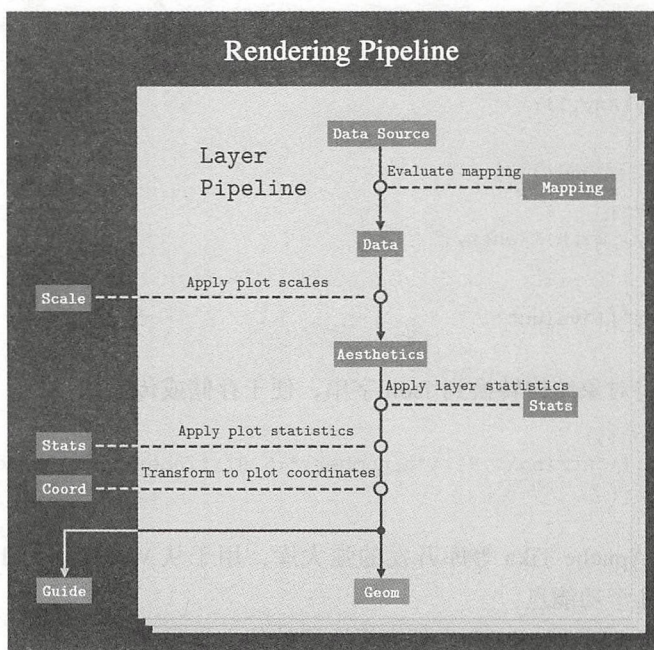 Rendering Pipeline
Data Source
Layer
Pipeline
Evaluate mapping
Mapping
Data
Apply plot scales
Scale
Aesthetics
Apply layer statistics
Stats
Apply plot statistics
Stats
Transform to plot coordinates
Coord
Guide
Geom